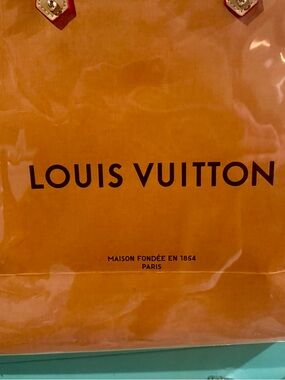 LOUIS VUITTON
MAISON FONDÉE EN 1854
PARIS